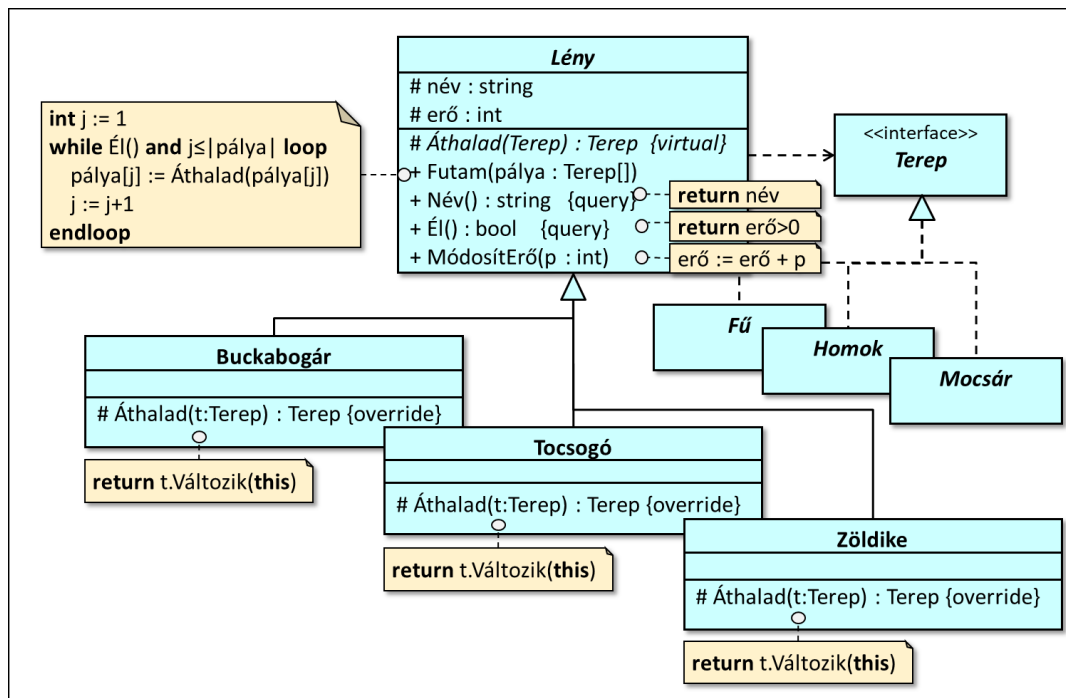 Lény
# név : string
# erő : int
# Áthalad(Terep) : Terep {virtual}
+ Futam(pálya : Terep[])
+ Név() : string {query}
+ Él() : bool {query}
+ MódosítErő(p : int)
int j := 1
while Él() and j≤|pálya| loop
pálya[j] := Áthalad(pálya[j])
j := j+1
endloop
return név
return erő>0
erő := erő + p
<<interface>>
Terep
Fű
Homok
Mocsár
Buckabogár
# Áthalad(t:Terep) : Terep {override}
return t.Változik(this)
Tocsogó
# Áthalad(t:Terep) : Terep {override}
return t.Változik(this)
Zöldike
# Áthalad(t:Terep) : Terep {override}
return t.Változik(this)